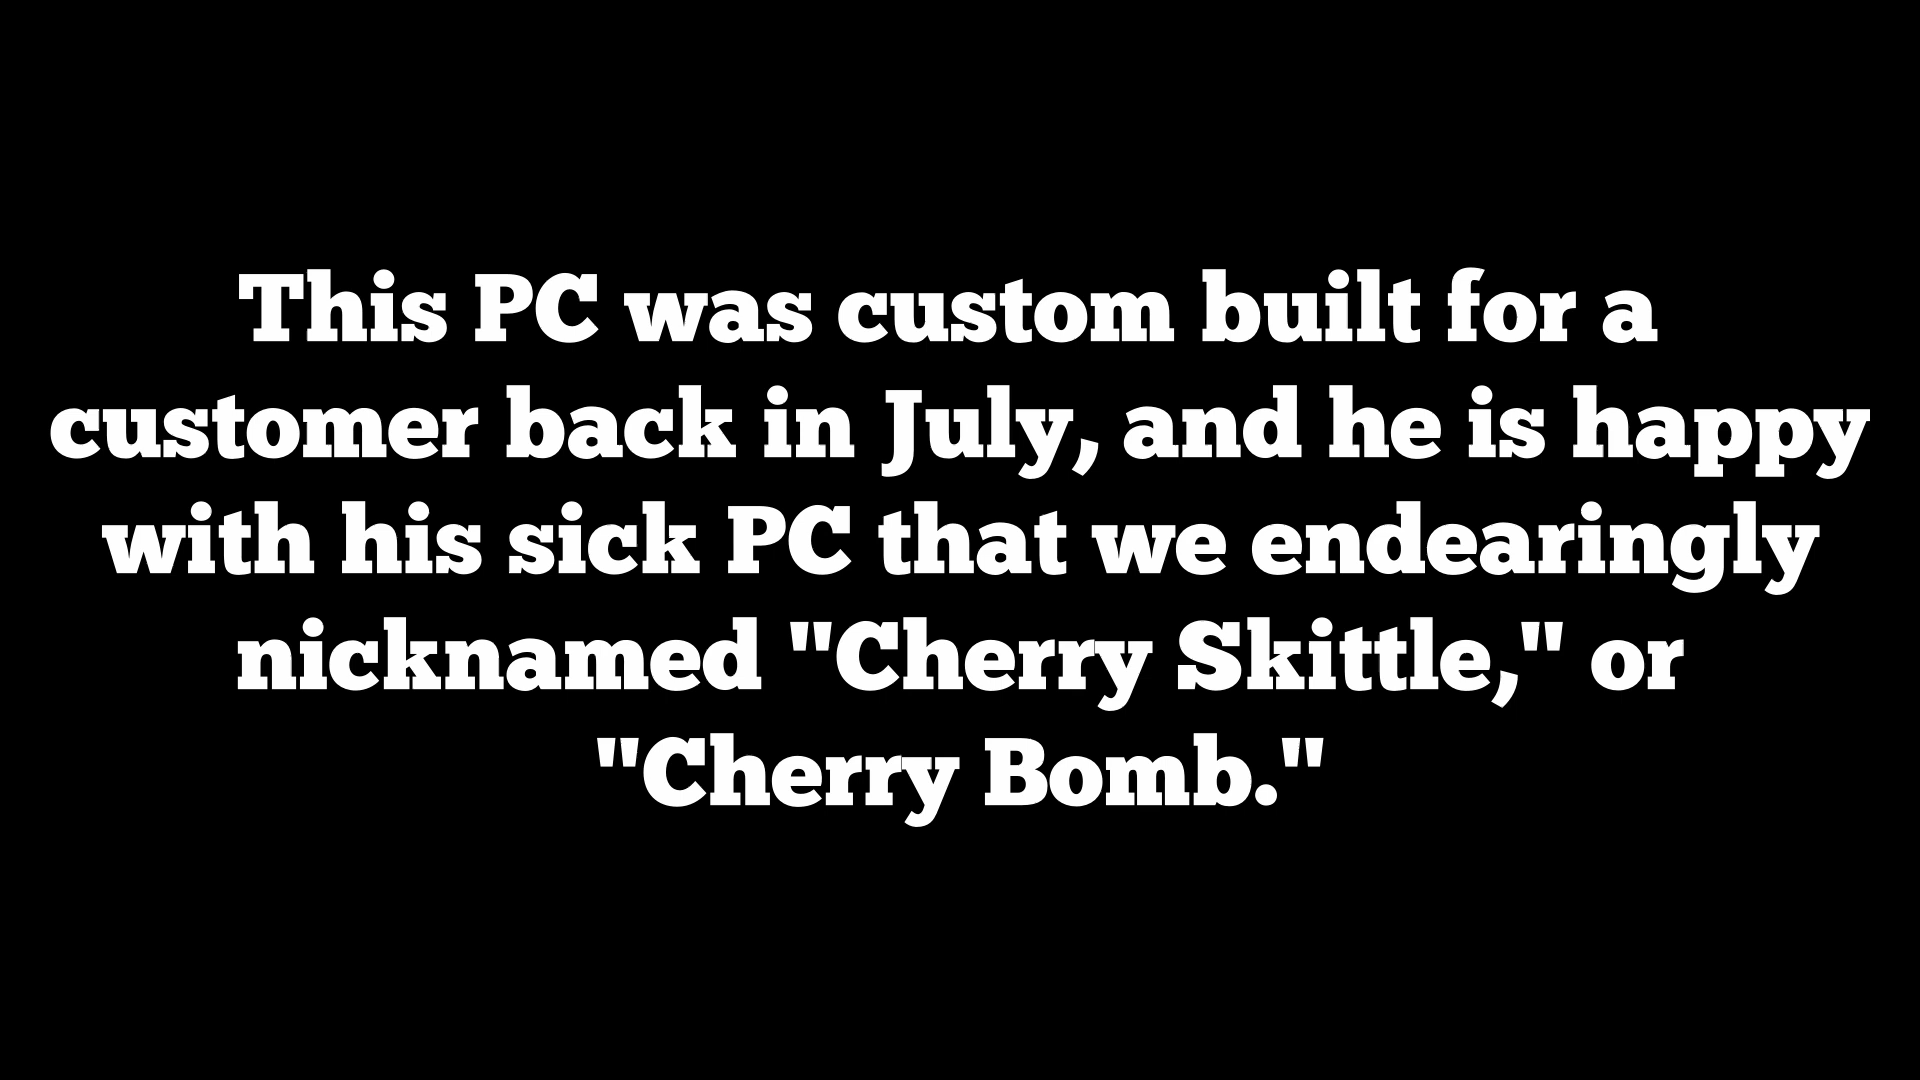 This PC was custom built for a
customer back in July, and he is happy
with his sick PC that we endearingly
nicknamed "Cherry Skittle," or
"Cherry Bomb."